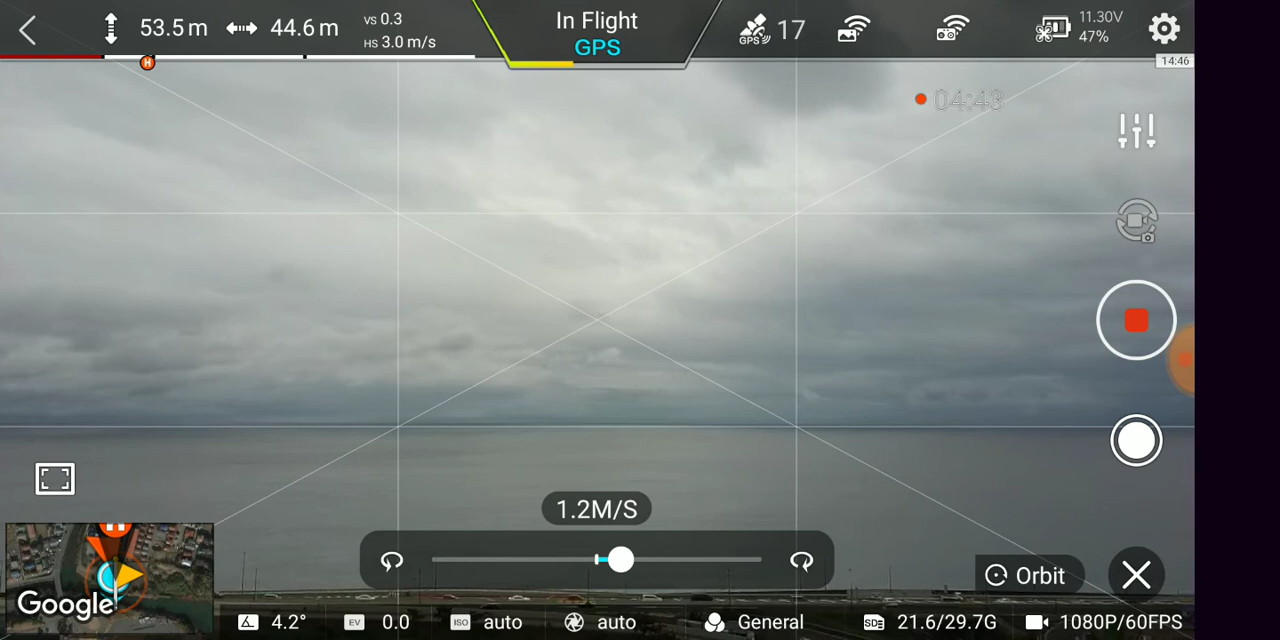 53.5m
44.6m
VS 0.3
HS 3.0 m/s
In Flight
GPS
GPS
17
11.30V
47%
14:46
H
04:43
1.2M/S
Orbit
Google
4.2°
EV
0.0
ISO
auto
auto
General
SD
21.6/29.7G
1080P/60FPS